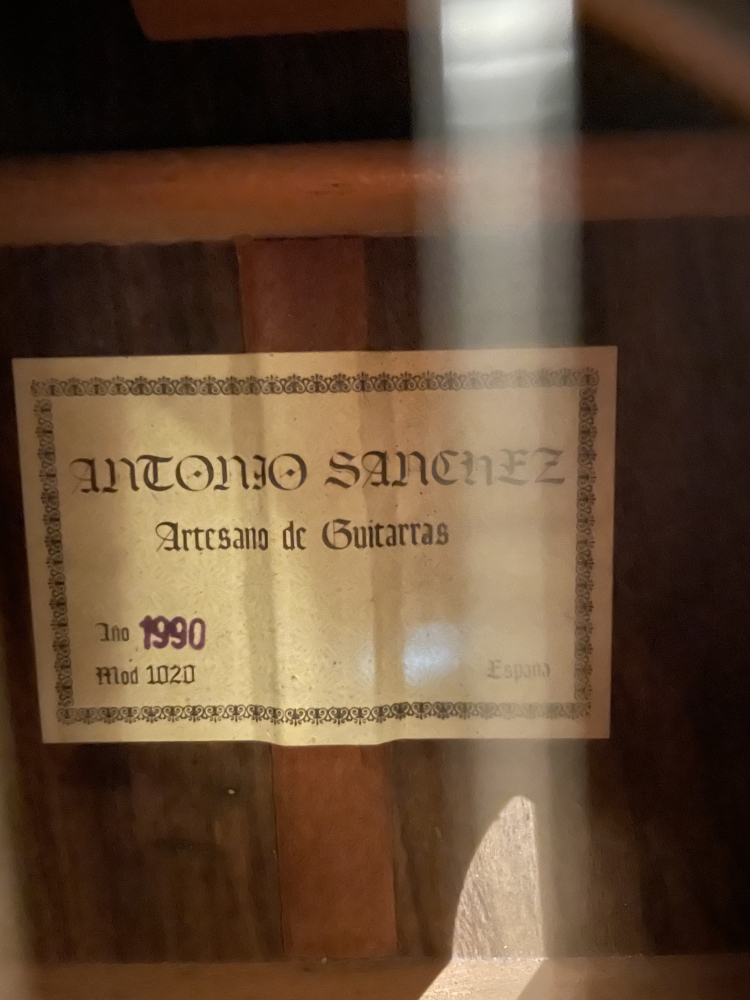 ANTONIO SANCHEZ
Artesano de Guitarras
Año 1990
Mod 1020
España